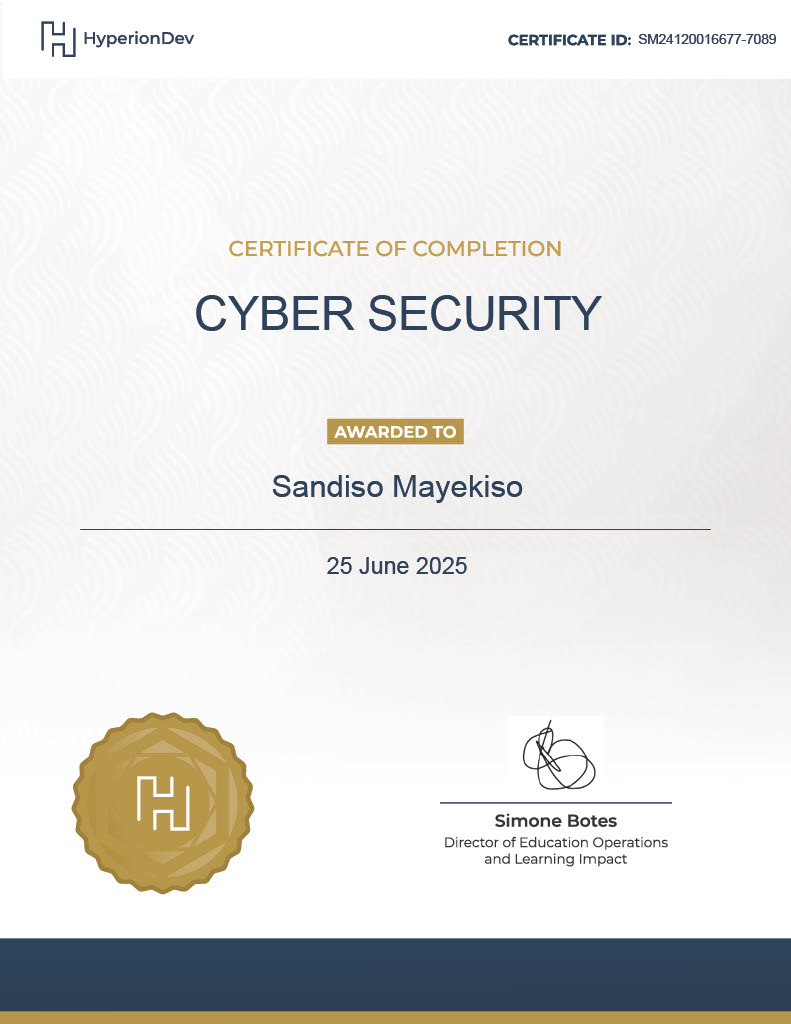 HyperionDev
CERTIFICATE ID: SM24120016677-7089
CERTIFICATE OF COMPLETION
CYBER SECURITY
AWARDED TO
Sandiso Mayekiso
25 June 2025
Simone Botes
Director of Education Operations
and Learning Impact